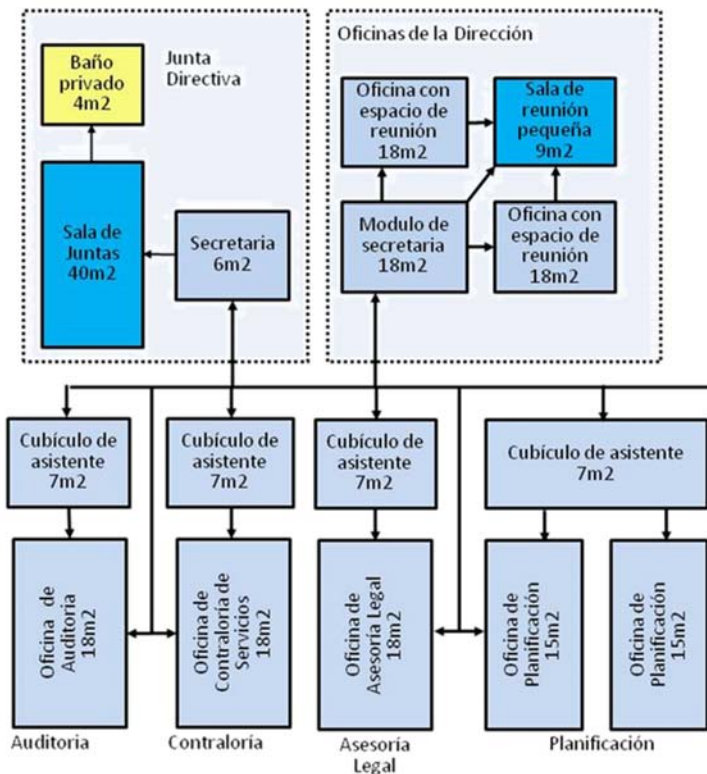 Baño
privado
4m2
Junta
Directiva
Sala de
Juntas
40m2
Secretaria
6m2
Oficinas de la Dirección
Oficina con
espacio de
reunión
18m2
Sala de
reunión
pequeña
9m2
Modulo de
secretaria
18m2
Oficina con
espacio de
reunión
18m2
Cubículo de
asistente
7m2
Cubículo de
asistente
7m2
Cubículo de
asistente
7m2
Cubículo de asistente
7m2
Oficina de
Auditoria
18m2
Oficina de
Contraloría de
Servicios
18m2
Oficina de
Asesoría Legal
18m2
Oficina de
Planificación
15m2
Oficina de
Planificación
15m2
Auditoria
Contraloría
Asesoría
Legal
Planificación